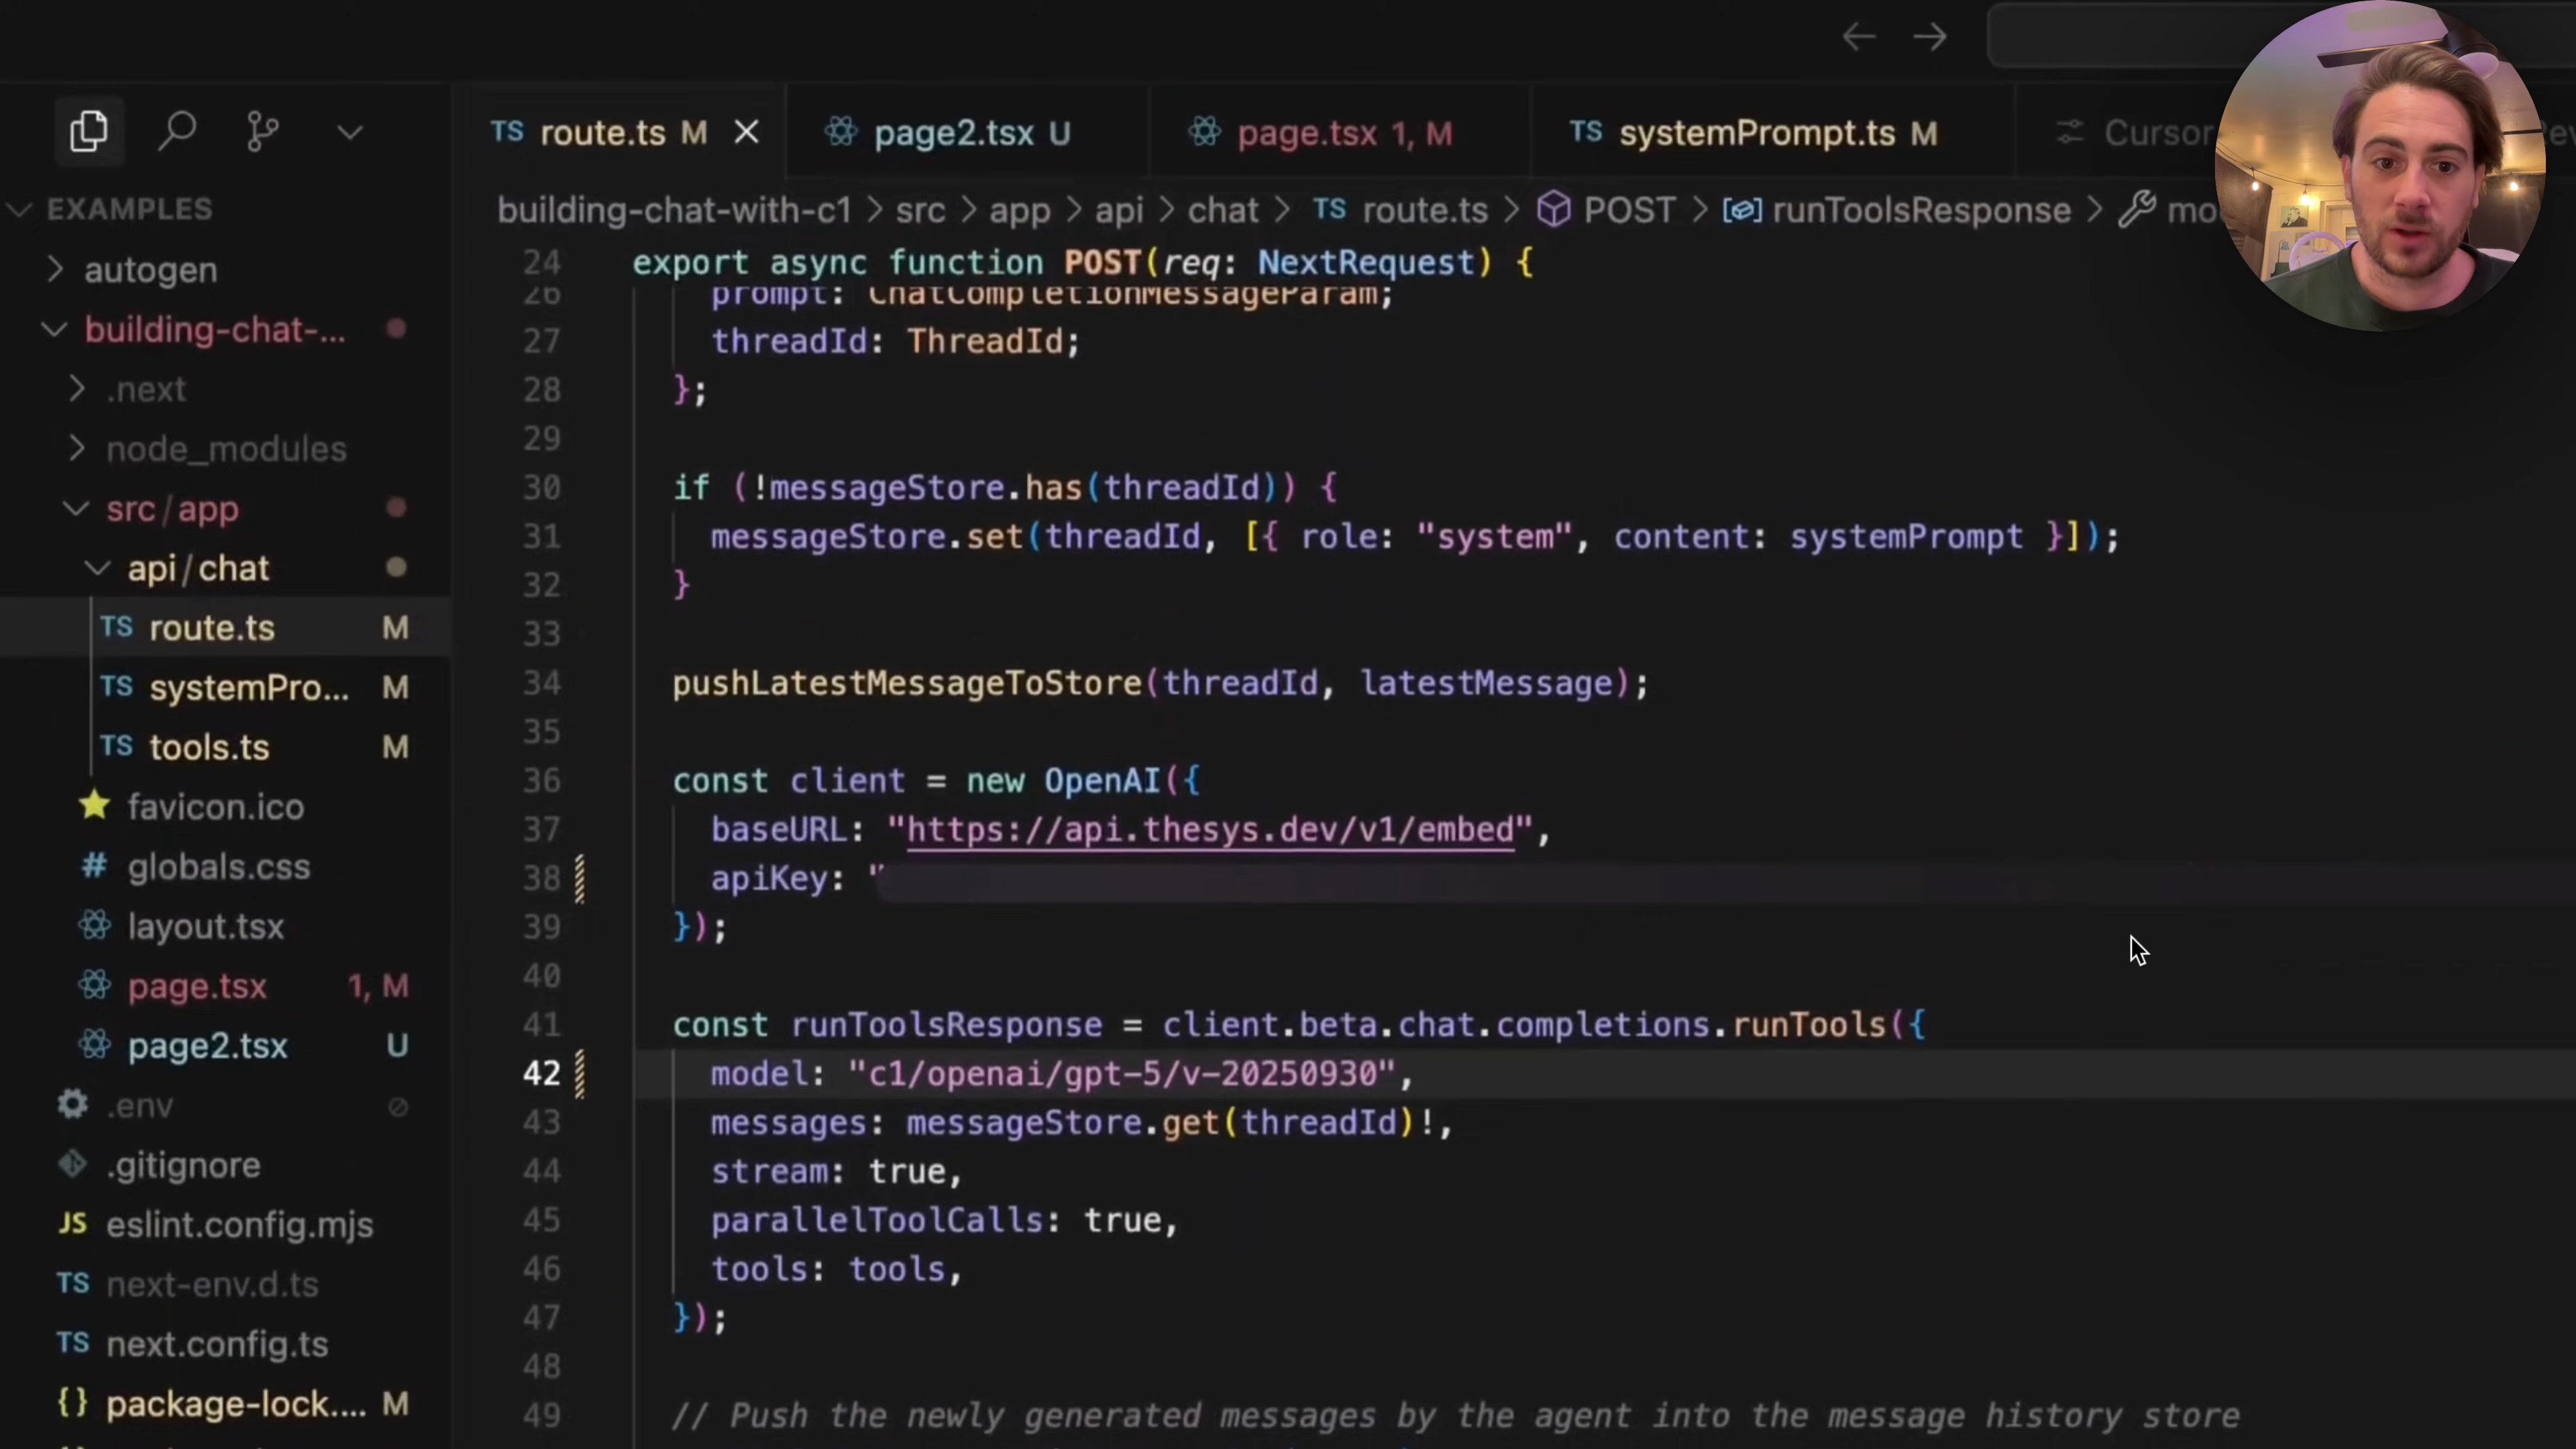 TS route.ts M
page2.tsx U
page.tsx 1, M
TS systemPrompt.ts M
Cursor
building-chat-with-c1 > src > app > api > chat > TS route.ts > POST > runToolsResponse >
EXAMPLES
autogen
building-chat-...
.next
node_modules
src/app
api/chat
TS route.ts M
TS systemPro... M
TS tools.ts M
favicon.ico
# globals.css
layout.tsx
page.tsx 1, M
page2.tsx U
.env
.gitignore
JS eslint.config.mjs
TS next-env.d.ts
TS next.config.ts
{} package-lock.... M
24 export async function POST(req: NextRequest) {
26 prompt: ChatCompletionMessageParam;
27 threadId: ThreadId;
28 };
29
30 if (!messageStore.has(threadId)) {
31 messageStore.set(threadId, [{ role: "system", content: systemPrompt }]);
32 }
33
34 pushLatestMessageToStore(threadId, latestMessage);
35
36 const client = new OpenAI({
37 baseURL: "https://api.thesys.dev/v1/embed",
38 apiKey: "
39 });
40
41 const runToolsResponse = client.beta.chat.completions.runTools({
42 model: "c1/openai/gpt-5/v-20250930",
43 messages: messageStore.get(threadId)!,
44 stream: true,
45 parallelToolCalls: true,
46 tools: tools,
47 });
48
49 // Push the newly generated messages by the agent into the message history store